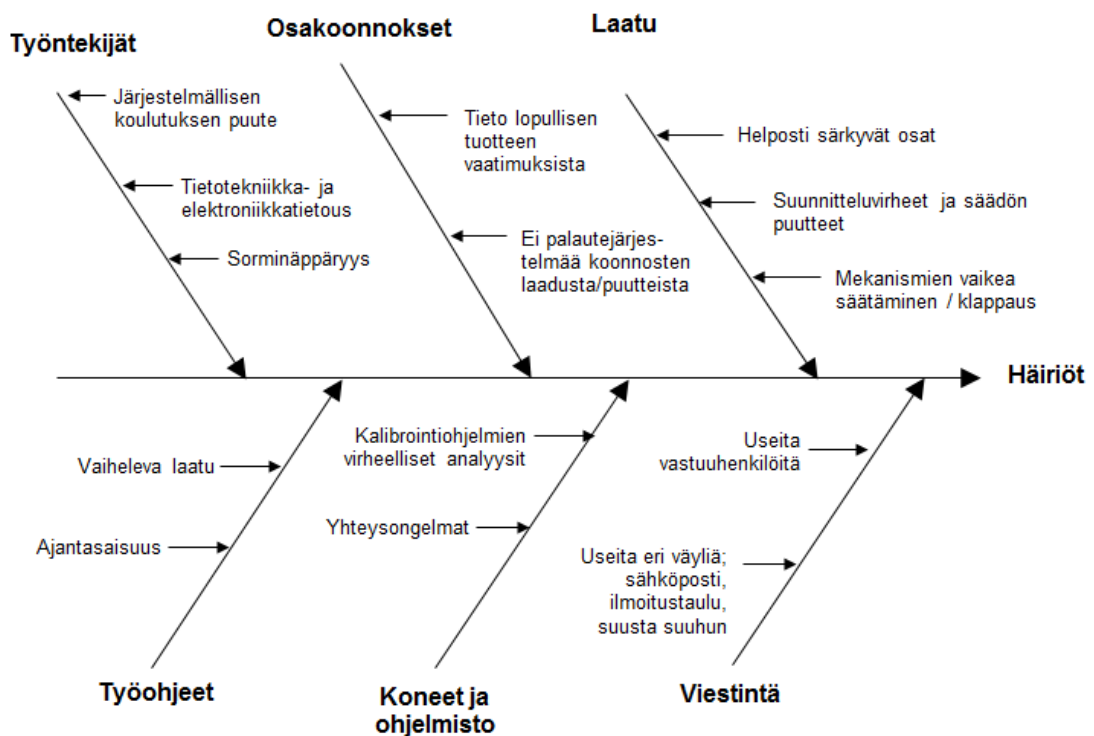 Työntekijät
Järjestelmällisen
koulutuksen puute
Tietotekniikka- ja
elektroniikkatietous
Sorminäppäryys
Osakoonnokset
Tieto lopullisen
tuotteen
vaatimuksista
Ei palautejärjes-
telmää koonnosten
laadusta/puutteista
Laatu
Helposti särkyvät osat
Suunnitteluvirheet ja säädön
puutteet
Mekanismien vaikea
säätäminen / klappaus
Häiriöt
Vaiheleva laatu
Ajantasaisuus
Työohjeet
Kalibrointiohjelmien
virheelliset analyysit
Yhteysongelmat
Koneet ja
ohjelmisto
Useita
vastuuhenkilöitä
Useita eri väyliä;
sähköposti,
ilmoitustaulu,
suusta suuhun
Viestintä